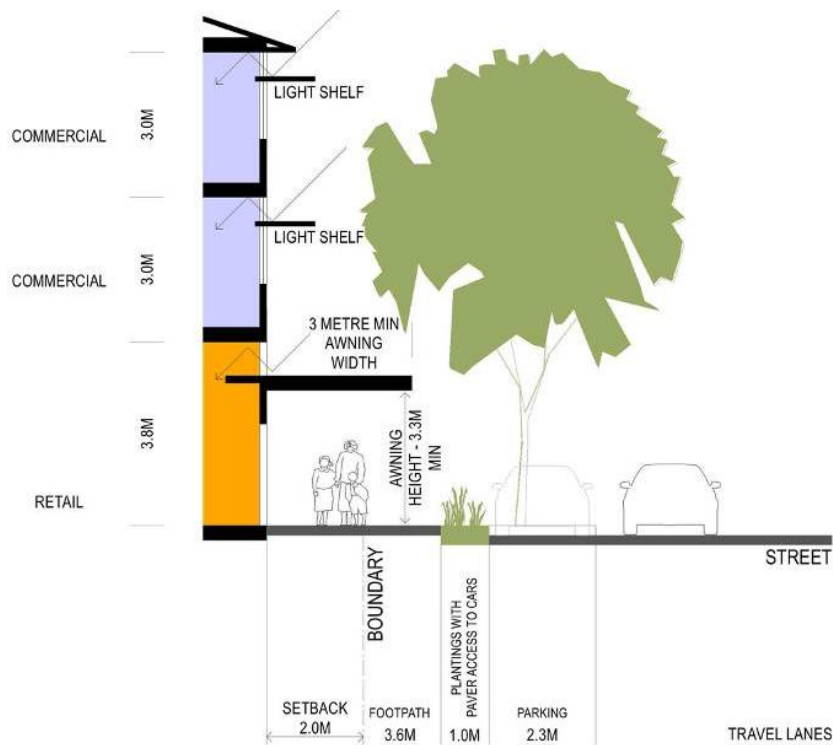 LIGHT SHELF
COMMERCIAL
3.0M
LIGHT SHELF
COMMERCIAL
3.0M
3 METRE MIN
AWNING
WIDTH
3.8M
AWNING
HEIGHT - 3.3M
MIN
RETAIL
STREET
BOUNDARY
PLANTINGS WITH
PAVER ACCESS TO CARS
SETBACK
2.0M
FOOTPATH
3.6M
1.0M
PARKING
2.3M
TRAVEL LANES